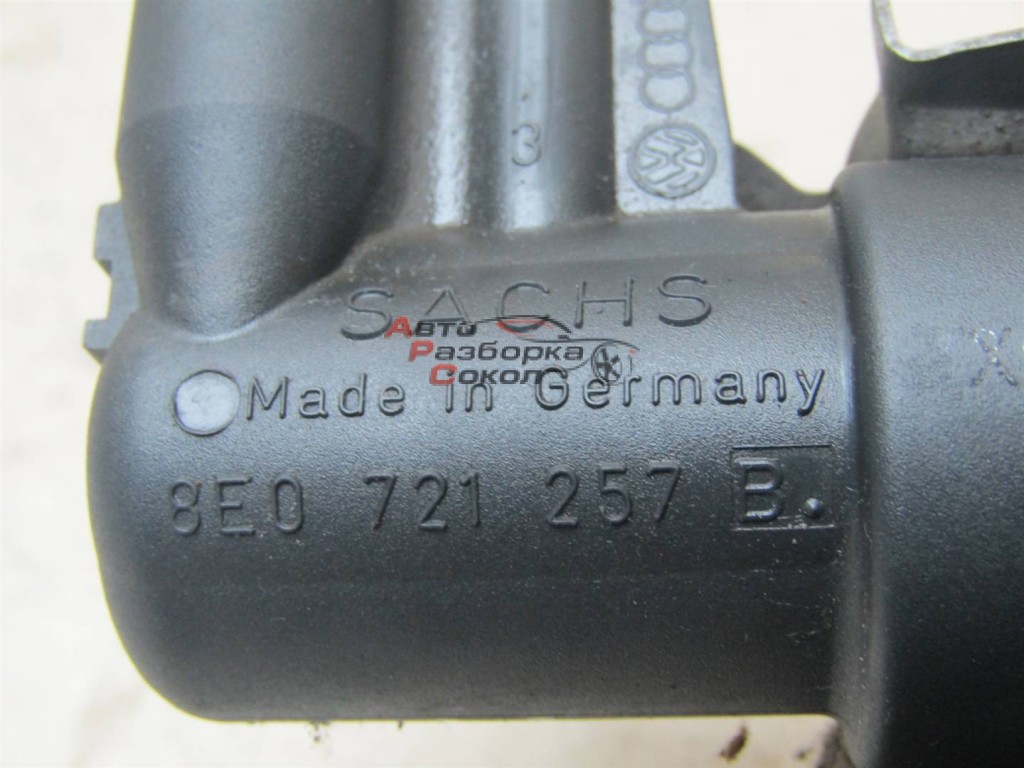 3
SACHS
Авто
Разборка
Сокол
Made in Germany
8E0 721 257 B.